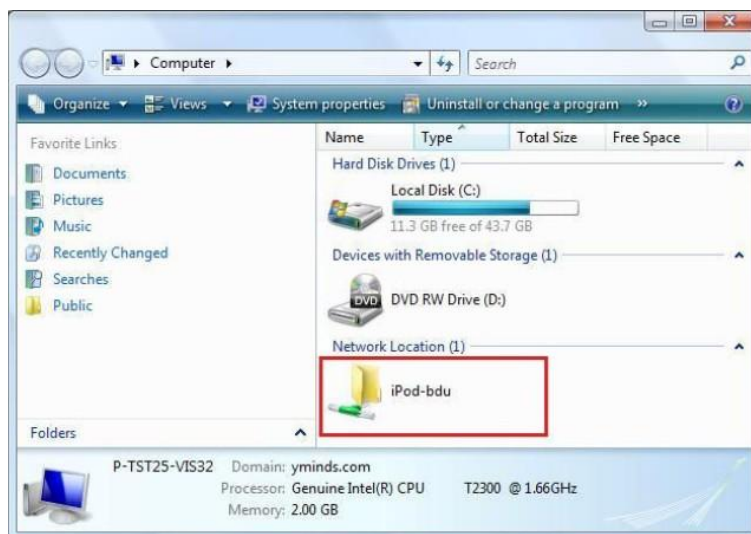 Computer
Search
Organize Views System properties Uninstall or change a program »
Favorite Links
Documents
Pictures
Music
Recently Changed
Searches
Public
Folders
Name Type Total Size Free Space
Hard Disk Drives (1)
Local Disk (C:)
11.3 GB free of 43.7 GB
Devices with Removable Storage (1)
DVD
DVD RW Drive (D:)
Network Location (1)
iPod-bdu
P-TST25-VIS32 Domain: yminds.com
Processor: Genuine Intel(R) CPU T2300 @ 1.66GHz
Memory: 2.00 GB